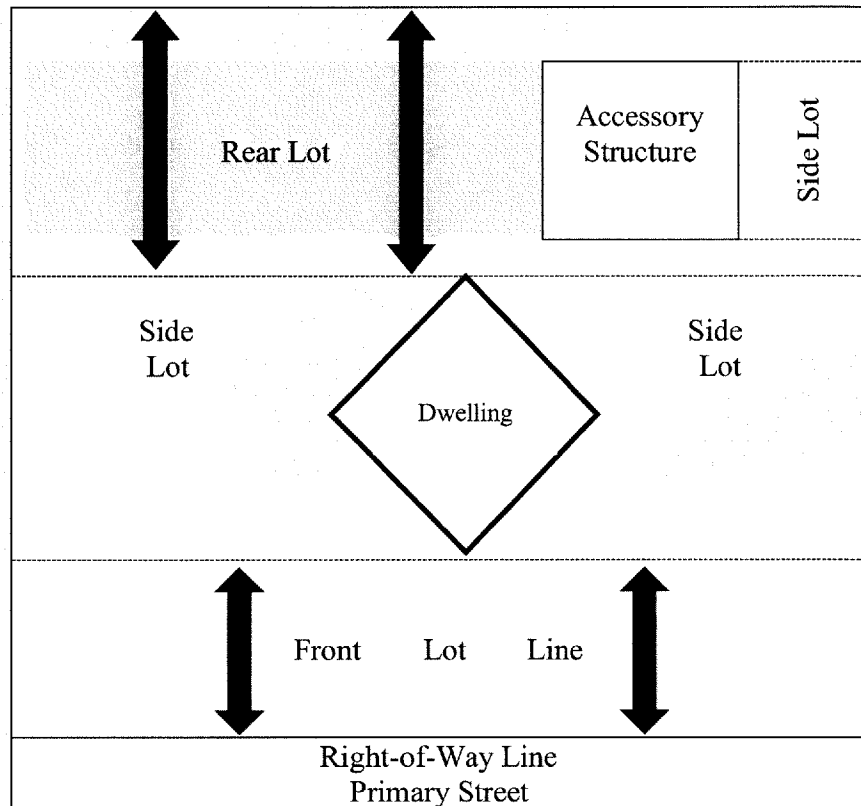 Rear Lot
Accessory
Structure
Side Lot
Side
Lot
Dwelling
Side
Lot
Front Lot Line
Right-of-Way Line
Primary Street